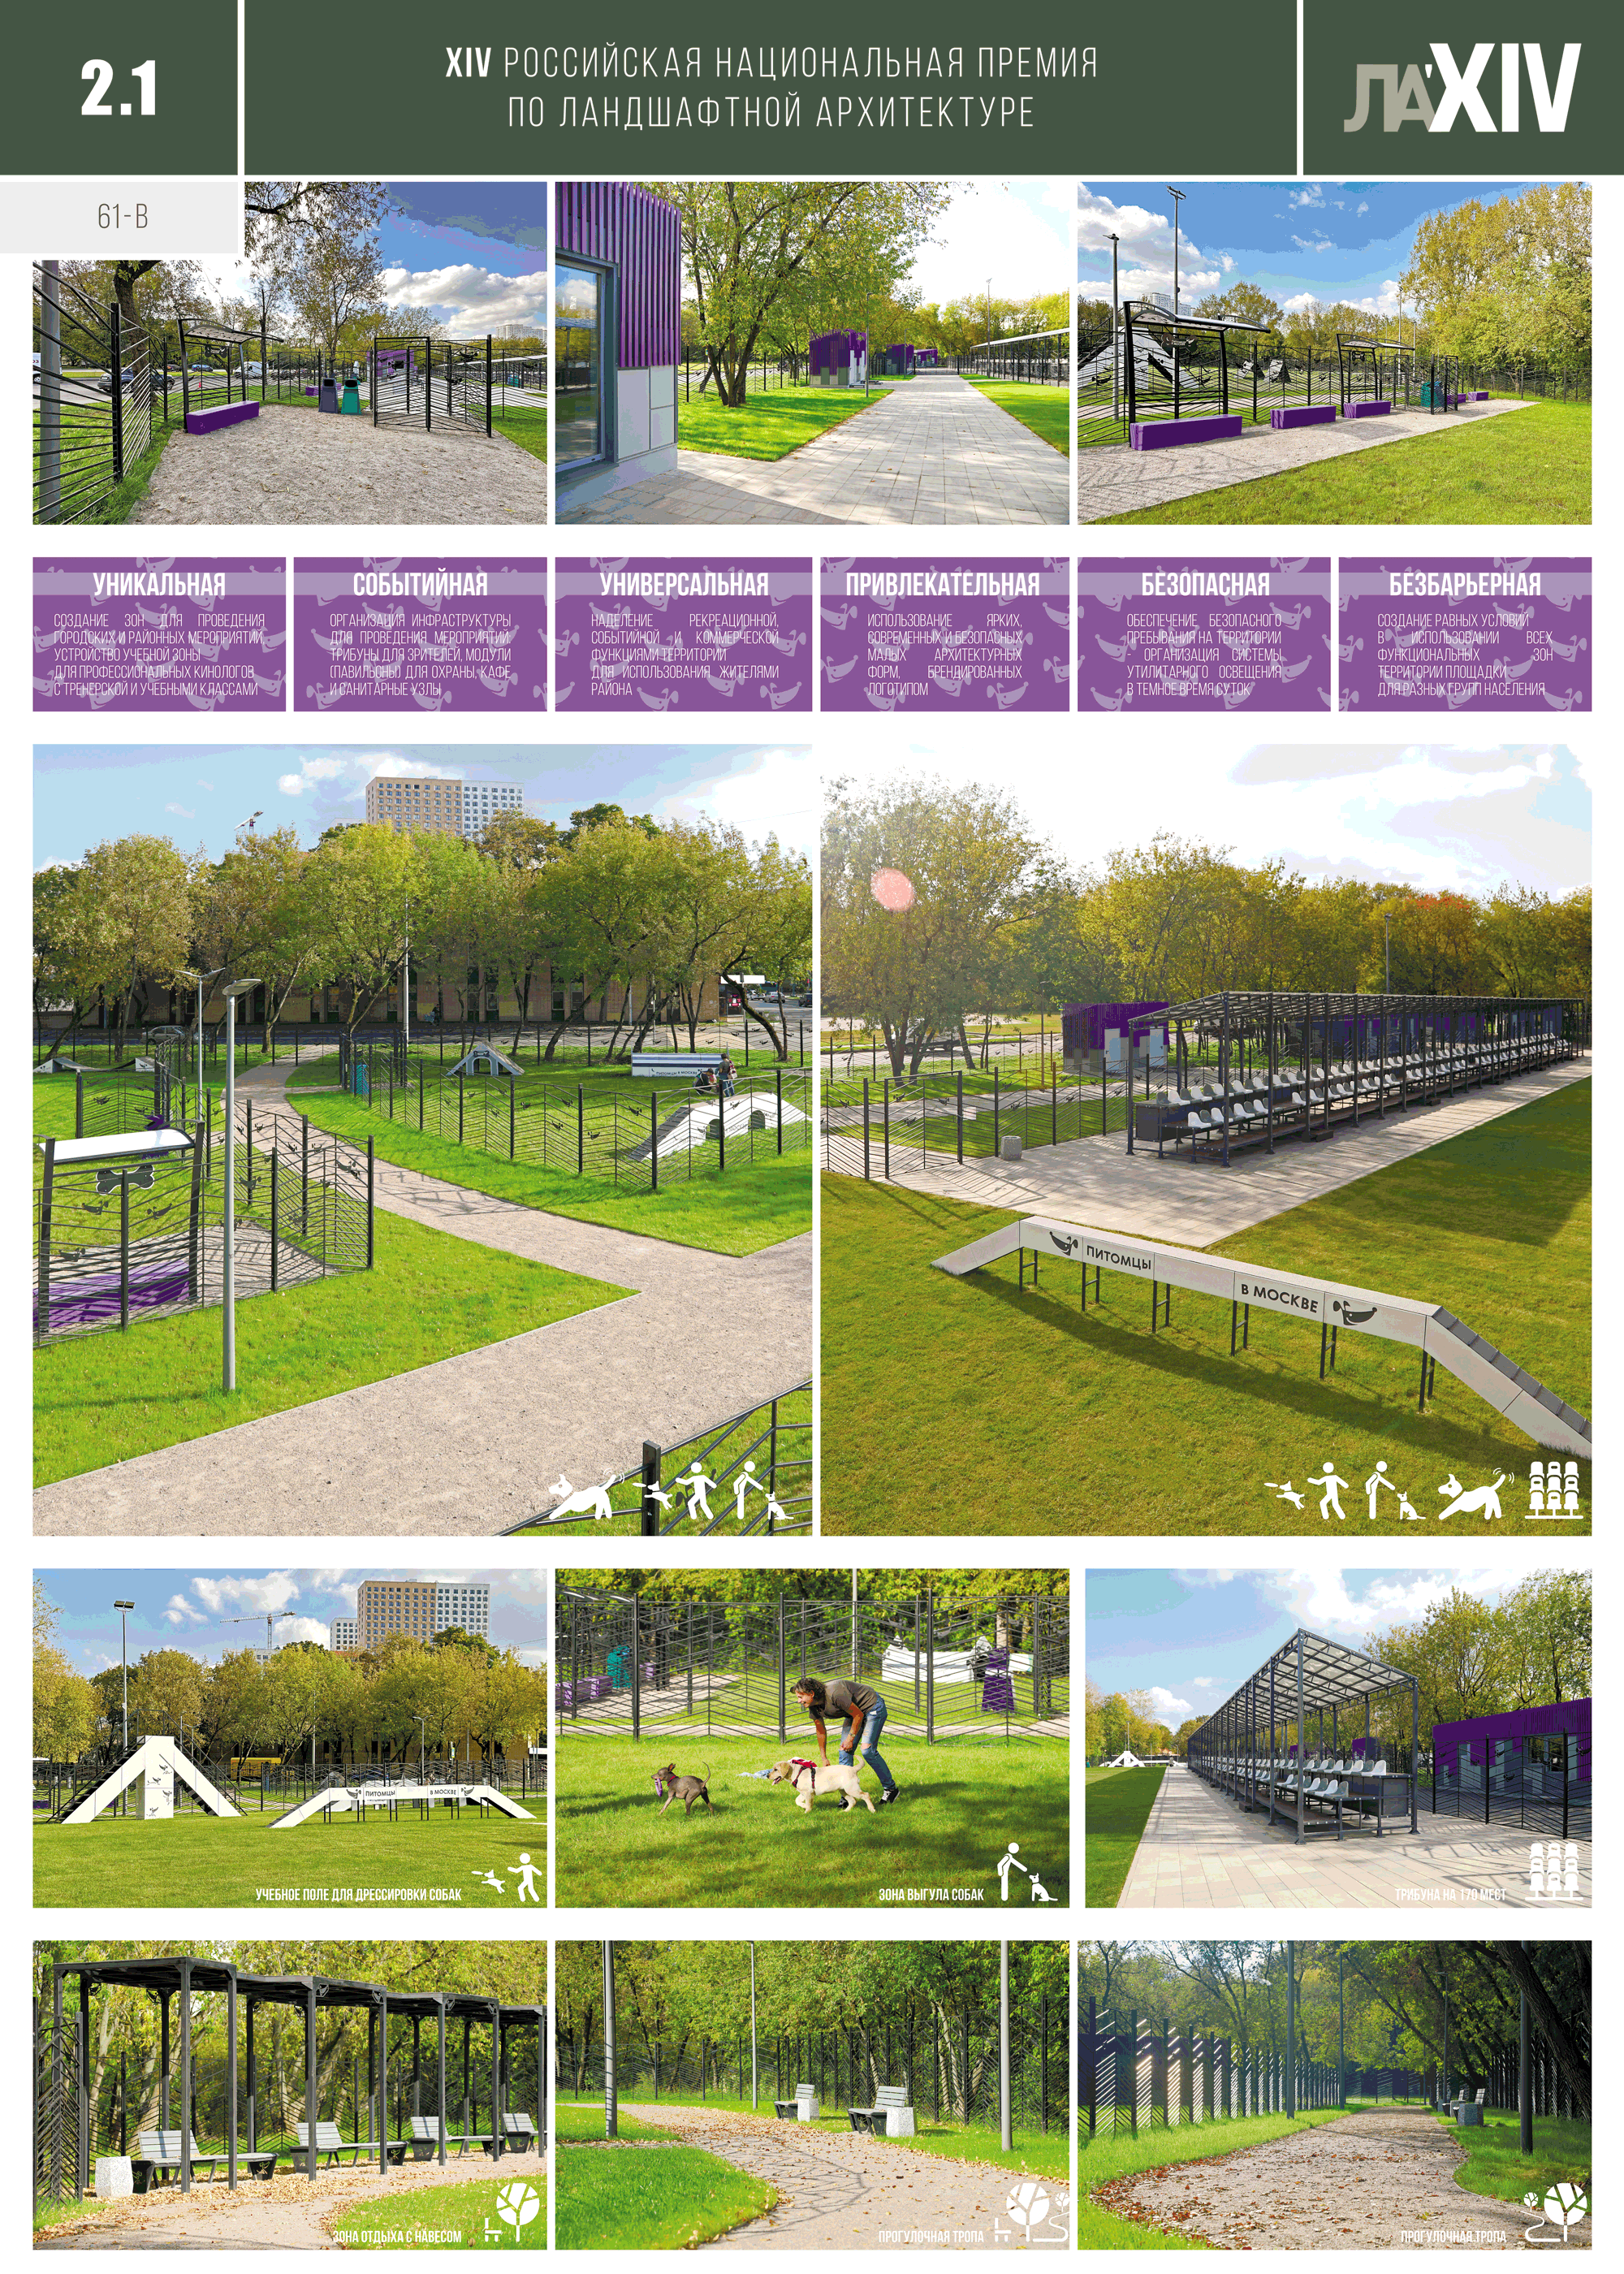 2.1
XIV РОССИЙСКАЯ НАЦИОНАЛЬНАЯ ПРЕМИЯ
ПО ЛАНДШАФТНОЙ АРХИТЕКТУРЕ
ЛА'XIV
61-В
УНИКАЛЬНАЯ
СОЗДАНИЕ ЗОН ДЛЯ ПРОВЕДЕНИЯ
ГОРОДСКИХ И РАЙОННЫХ МЕРОПРИЯТИЙ,
УСТРОЙСТВО УЧЕБНОЙ ЗОНЫ
ДЛЯ ПРОФЕССИОНАЛЬНЫХ КИНОЛОГОВ
С ТРЕНЕРСКОЙ И УЧЕБНЫМИ КЛАССАМИ
СОБЫТИЙНАЯ
ОРГАНИЗАЦИЯ ИНФРАСТРУКТУРЫ
ДЛЯ ПРОВЕДЕНИЯ МЕРОПРИЯТИЙ:
ТРИБУНЫ ДЛЯ ЗРИТЕЛЕЙ, МОДУЛИ
(ПАВИЛЬОНЫ) ДЛЯ ОХРАНЫ, КАФЕ
И САНИТАРНЫЕ УЗЛЫ
УНИВЕРСАЛЬНАЯ
НАДЕЛЕНИЕ РЕКРЕАЦИОННОЙ,
СОБЫТИЙНОЙ И КОММЕРЧЕСКОЙ
ФУНКЦИЯМИ ТЕРРИТОРИИ
ДЛЯ ИСПОЛЬЗОВАНИЯ ЖИТЕЛЯМИ
РАЙОНА
ПРИВЛЕКАТЕЛЬНАЯ
ИСПОЛЬЗОВАНИЕ ЯРКИХ,
СОВРЕМЕННЫХ И БЕЗОПАСНЫХ
МАЛЫХ АРХИТЕКТУРНЫХ
ФОРМ, БРЕНДИРОВАННЫХ
ЛОГОТИПОМ
БЕЗОПАСНАЯ
ОБЕСПЕЧЕНИЕ БЕЗОПАСНОГО
ПРЕБЫВАНИЯ НА ТЕРРИТОРИИ
- ОРГАНИЗАЦИЯ СИСТЕМЫ
УТИЛИТАРНОГО ОСВЕЩЕНИЯ
В ТЕМНОЕ ВРЕМЯ СУТОК
БЕЗБАРЬЕРНАЯ
СОЗДАНИЕ РАВНЫХ УСЛОВИЙ
В ИСПОЛЬЗОВАНИИ ВСЕХ
ФУНКЦИОНАЛЬНЫХ ЗОН
ТЕРРИТОРИИ ПЛОЩАДКИ
ДЛЯ РАЗНЫХ ГРУПП НАСЕЛЕНИЯ
ПИТОМЦЫ В МОСКВЕ
ПИТОМЦЫ
В МОСКВЕ
ПИТОМЦЫ
В МОСКВЕ
УЧЕБНОЕ ПОЛЕ ДЛЯ ДРЕССИРОВКИ СОБАК
ЗОНА ВЫГУЛА СОБАК
ТРИБУНА НА 170 МЕСТ
ЗОНА ОТДЫХА С НАВЕСОМ
ПРОГУЛОЧНАЯ ТРОПА
ПРОГУЛОЧНАЯ ТРОПА